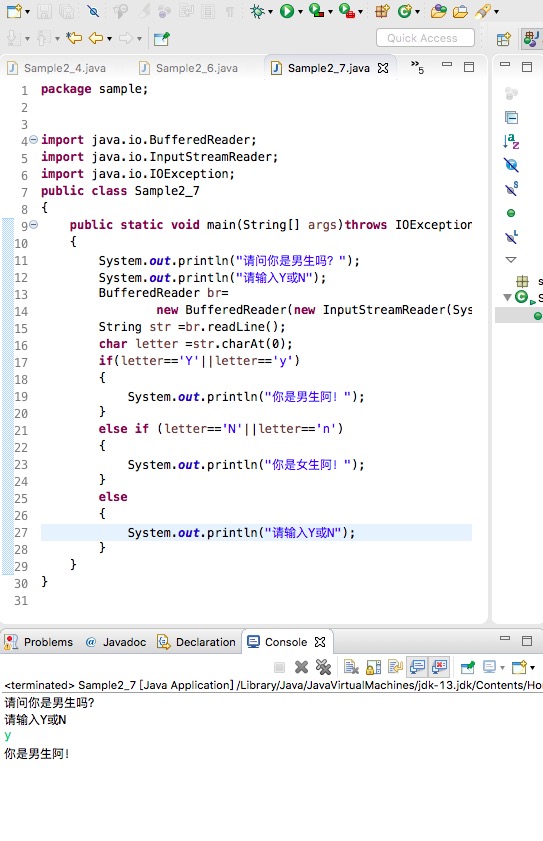 Quick Access
Sample2_4.java Sample2_6.java Sample2_7.java »5
1 package sample;
2
3
4 import java.io.BufferedReader;
5 import java.io.InputStreamReader;
6 import java.io.IOException;
7 public class Sample2_7
8 {
9 public static void main(String[] args)throws IOException
10 {
11 System.out.println("请问你是男生吗？");
12 System.out.println("请输入Y或N");
13 BufferedReader br=
14 new BufferedReader(new InputStreamReader(Sys
15 String str =br.readLine();
16 char letter =str.charAt(0);
17 if(letter=='Y'||letter=='y')
18 {
19 System.out.println("你是男生阿！");
20 }
21 else if (letter=='N'||letter=='n')
22 {
23 System.out.println("你是女生阿！");
24 }
25 else
26 {
27 System.out.println("请输入Y或N");
28 }
29 }
30 }
31
Problems @ Javadoc Declaration Console
<terminated> Sample2_7 [Java Application] /Library/Java/JavaVirtualMachines/jdk-13.jdk/Contents/Ho
请问你是男生吗？
请输入Y或N
y
你是男生阿！